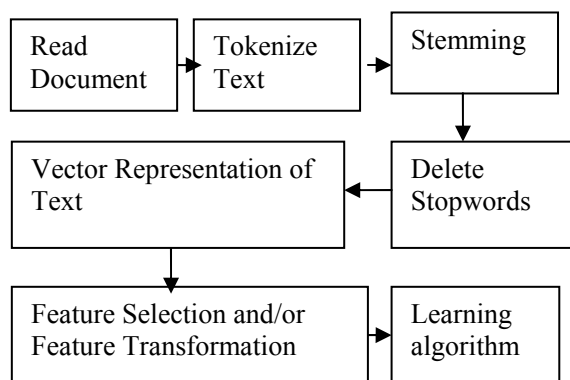 Read
Document
Tokenize
Text
Stemming
Delete
Stopwords
Vector Representation of
Text
Feature Selection and/or
Feature Transformation
Learning
algorithm